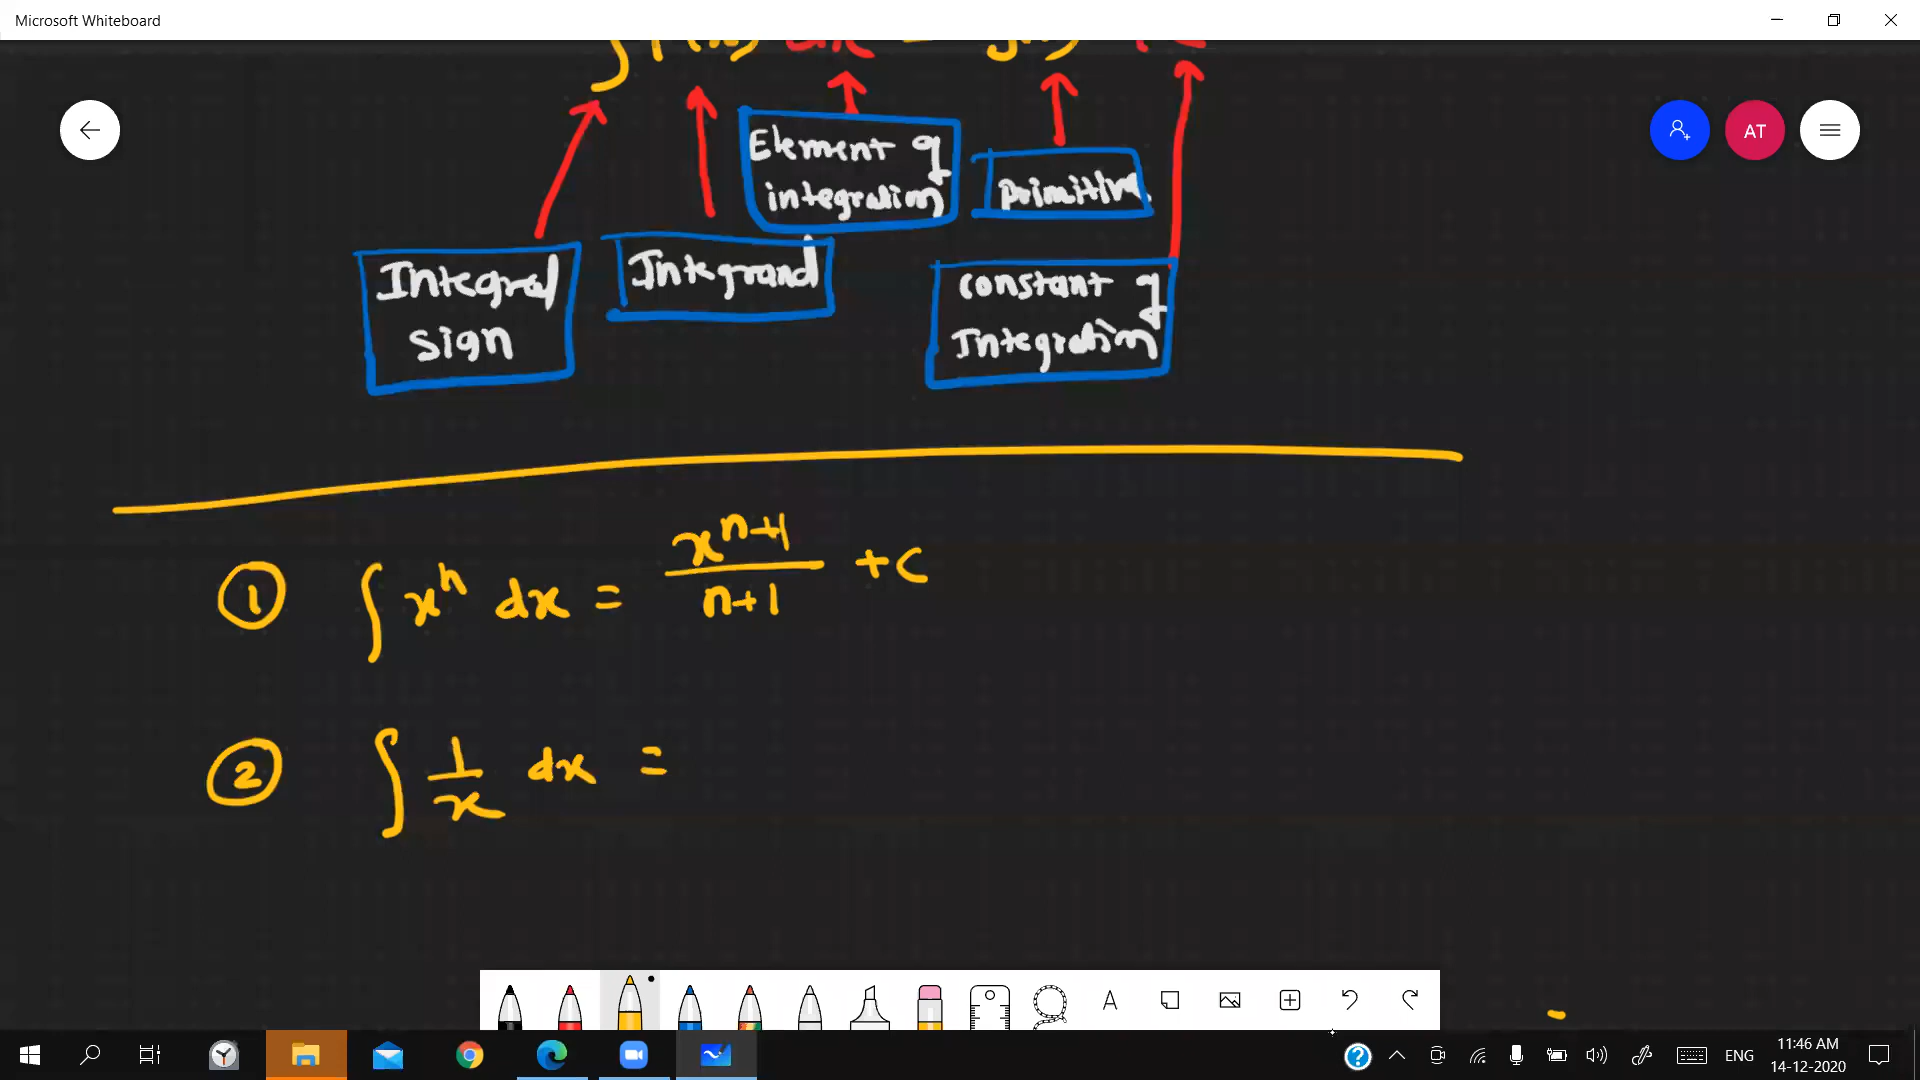 Microsoft Whiteboard
AT
Element of
integration
primitive
Integral
sign
Integrand
constant of
Integration
① ∫ xⁿ dx = xⁿ⁺¹ / n+1 + c
② ∫ 1/x dx =
A
ENG
11:46 AM
14-12-2020